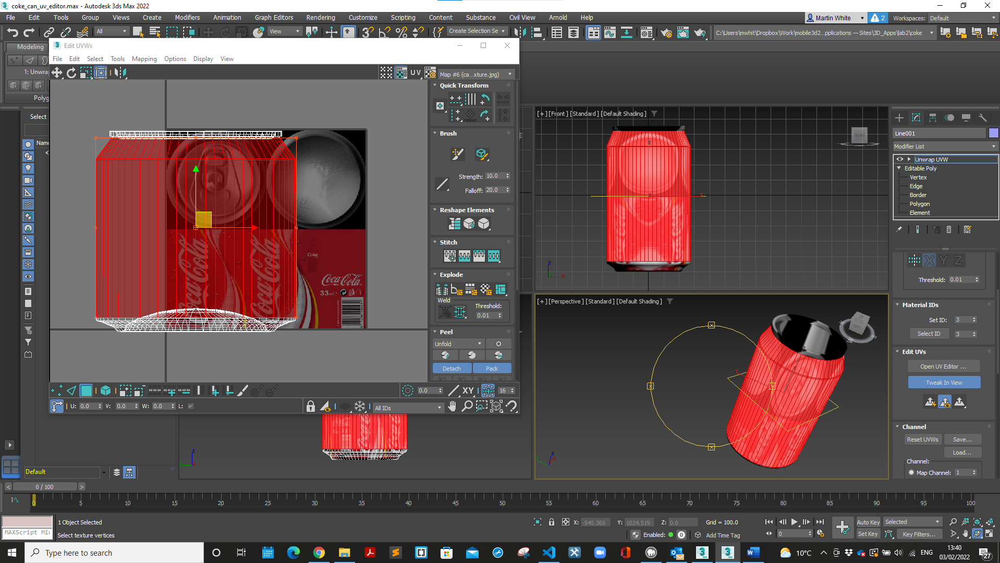 coke_can_uv_editor.max - Autodesk 3ds Max 2022
File Edit Tools Group Views Create Modifiers Animation Graph Editors Rendering Customize Scripting Content Substance Civil View Arnold Help
Martin White
2
Workspaces: Default
All
View
Create Selection Se
C:\Users\mwhit\Dropbox\Work\mobile3d2...pplications — Sites\3D_Apps\lab2\coke
Modeling
1: Unwra
Polyg
Select
Name
Edit UVWs
File Edit Select Tools Mapping Options Display View
UV
Map #6 (ca...xture.jpg)
Quick Transform
Brush
Strength: 10.0
Falloff: 20.0
Reshape Elements
Stitch
Explode
Weld
Threshold:
0.01
Peel
Unfold
Detach Pack
Coca-Cola
Coca-Cola
Coke
Coca-Cola
0.0
XY
16
U: 0.0 V: 0.0 W: 0.0 L:
All IDs
[+] [Front] [Standard] [Default Shading]
FRONT
[+] [Perspective] [Standard] [Default Shading]
LEFT
Line001
Modifier List
Unwrap UVW
Editable Poly
Vertex
Edge
Border
Polygon
Element
X Y Z
Threshold: 0.01
Material IDs
Set ID: 3
Select ID 3
Edit UVs
Open UV Editor ...
Tweak In View
Channel
Reset UVWs Save...
Load...
Channel:
Map Channel: 1
Default
0 / 100
0 5 10 15 20 25 30 35 40 45 50 55 60 65 70 75 80 85 90 95 100
1 Object Selected
MAXScript Mi
Select texture vertices
X: -540.365 Y: 1024.519 Z: 0.0 Grid = 100.0
Enabled: 0 Add Time Tag
0
Auto Key Selected
Set Key Key Filters...
Type here to search
10°C
ENG
13:40
03/02/2022
27